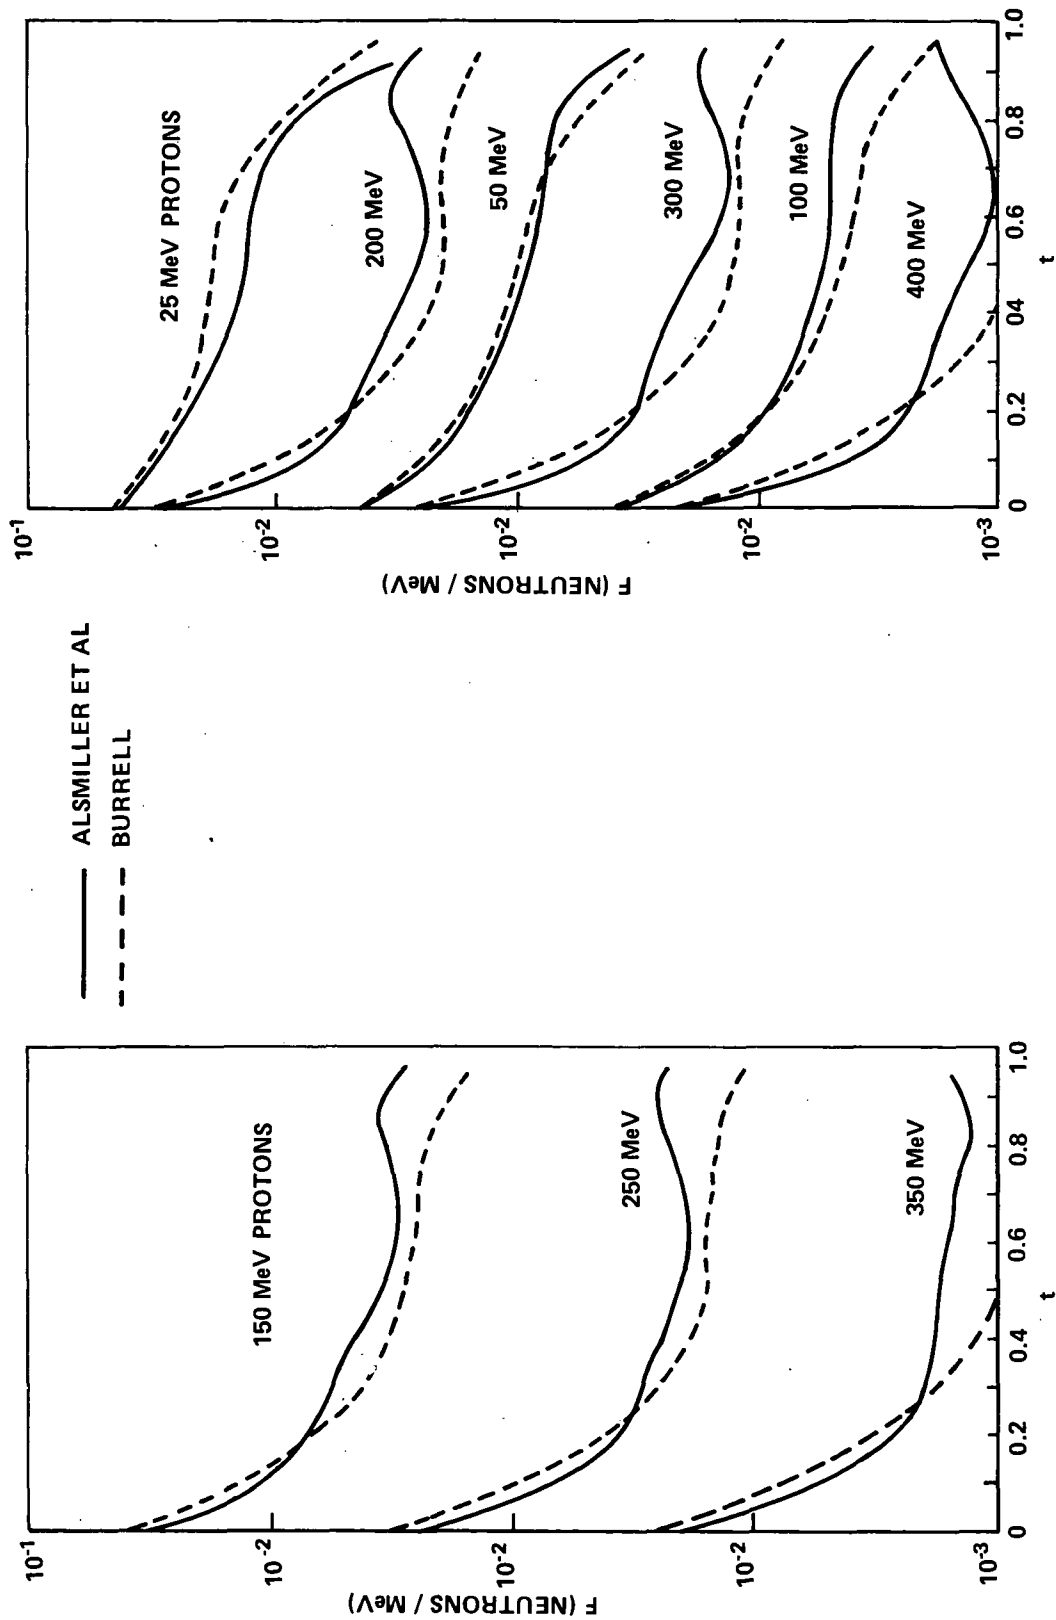 ALSMILLER ET AL
BURRELL
F (NEUTRONS / MeV)
10-1
10-2
10-2
10-2
10-3
150 MeV PROTONS
250 MeV
350 MeV
0
0.2
0.4
0.6
0.8
1.0
t
F (NEUTRONS / MeV)
10-1
10-2
10-2
10-2
10-3
25 MeV PROTONS
200 MeV
50 MeV
300 MeV
100 MeV
400 MeV
0
0.2
04
0.6
0.8
1.0
t